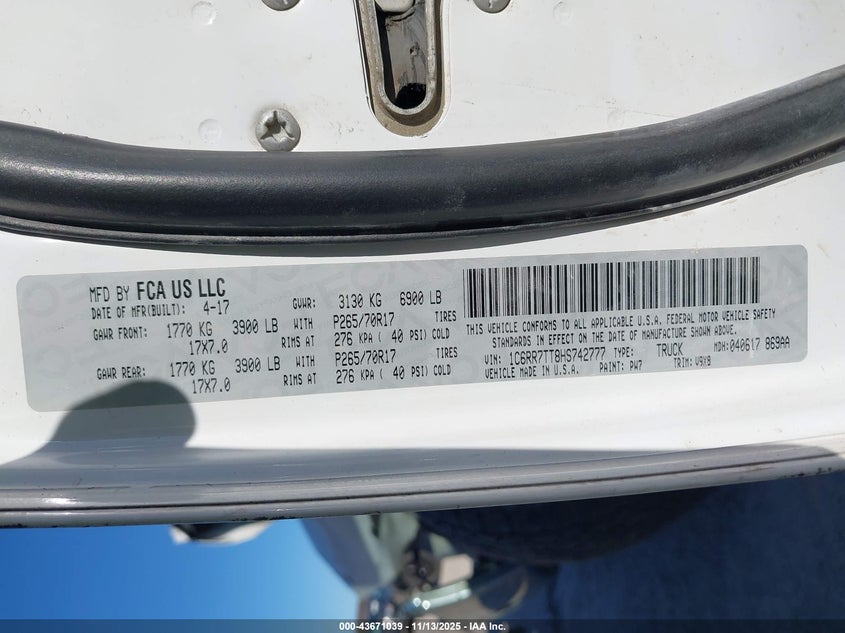 MFD BY FCA US LLC
DATE OF MFR(BUILT): 4-17 GVWR: 3130 KG 6900 LB
GAWR FRONT: 1770 KG 3900 LB WITH P265/70R17 TIRES
17X7.0 RIMS AT 276 KPA ( 40 PSI) COLD
GAWR REAR: 1770 KG 3900 LB WITH P265/70R17 TIRES
17X7.0 RIMS AT 276 KPA ( 40 PSI) COLD
THIS VEHICLE CONFORMS TO ALL APPLICABLE U.S.A. FEDERAL MOTOR VEHICLE SAFETY
STANDARDS IN EFFECT ON THE DATE OF MANUFACTURE SHOWN ABOVE.
VIN: 1C6RR7TT8HS742777 TYPE: TRUCK MDH: 040617 869AA
VEHICLE MADE IN U.S.A. PAINT: PW7 TRIM: V9X9
000-43671039 - 11/13/2025 - IAA Inc.